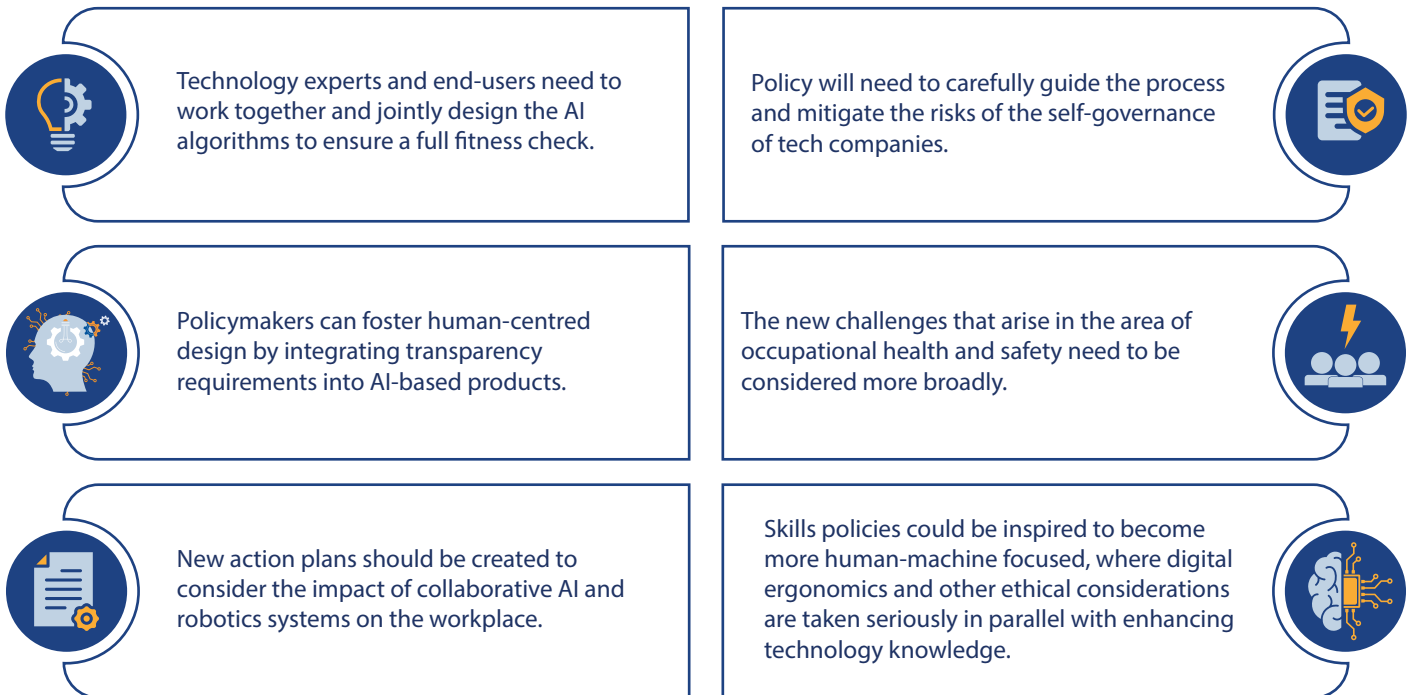 Technology experts and end-users need to
work together and jointly design the AI
algorithms to ensure a full fitness check.
Policy will need to carefully guide the process
and mitigate the risks of the self-governance
of tech companies.
Policymakers can foster human-centred
design by integrating transparency
requirements into AI-based products.
The new challenges that arise in the area of
occupational health and safety need to be
considered more broadly.
New action plans should be created to
consider the impact of collaborative AI and
robotics systems on the workplace.
Skills policies could be inspired to become
more human-machine focused, where digital
ergonomics and other ethical considerations
are taken seriously in parallel with enhancing
technology knowledge.